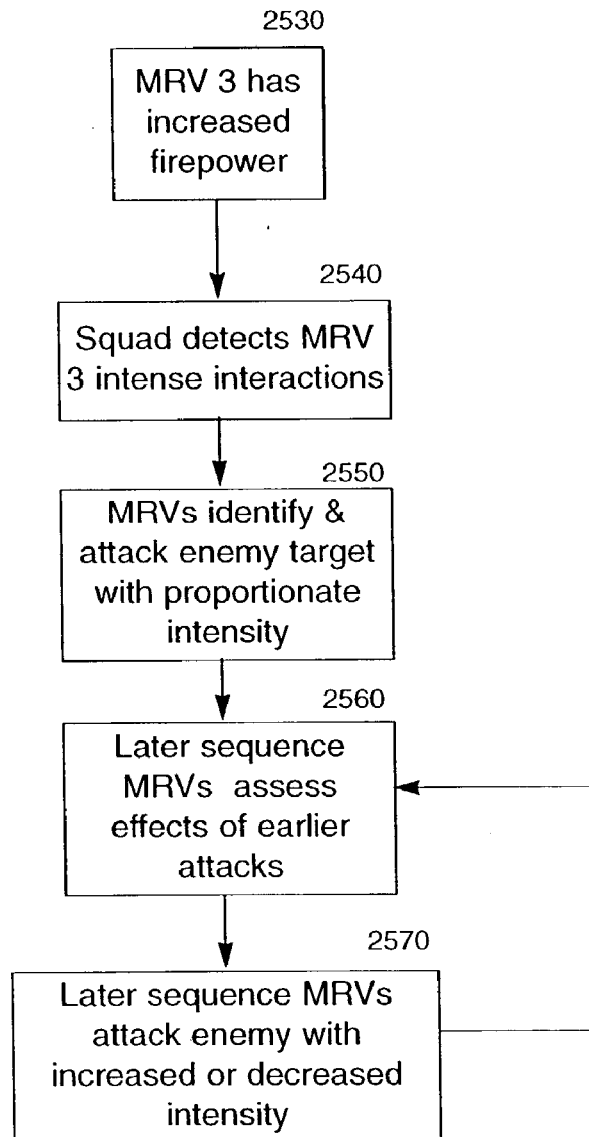 2530
MRV 3 has
increased
firepower
2540
Squad detects MRV
3 intense interactions
2550
MRVs identify &
attack enemy target
with proportionate
intensity
2560
Later sequence
MRVs assess
effects of earlier
attacks
2570
Later sequence MRVs
attack enemy with
increased or decreased
intensity